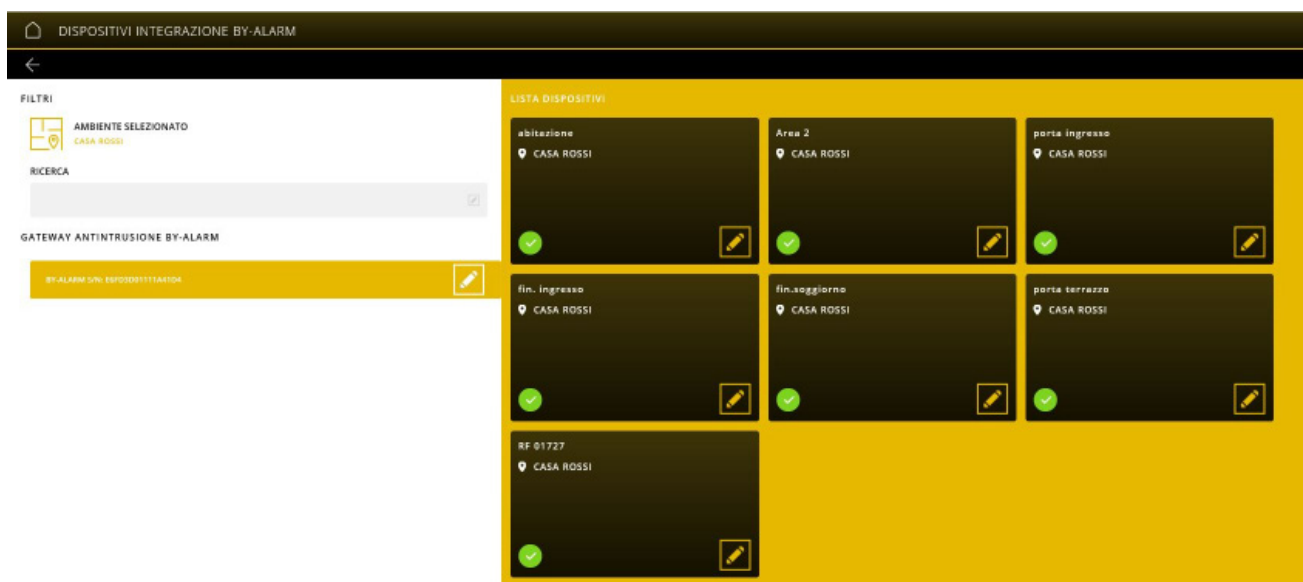 DISPOSITIVI INTEGRAZIONE BY-ALARM
FILTRI
AMBIENTE SELEZIONATO
CASA ROSSI
RICERCA
GATEWAY ANTINTRUSIONE BY-ALARM
BY-ALARM S/N:
LISTA DISPOSITIVI
abitazione
CASA ROSSI
Area 2
CASA ROSSI
porta ingresso
CASA ROSSI
fin. ingresso
CASA ROSSI
fin.soggiorno
CASA ROSSI
porta terrazzo
CASA ROSSI
RF 01727
CASA ROSSI